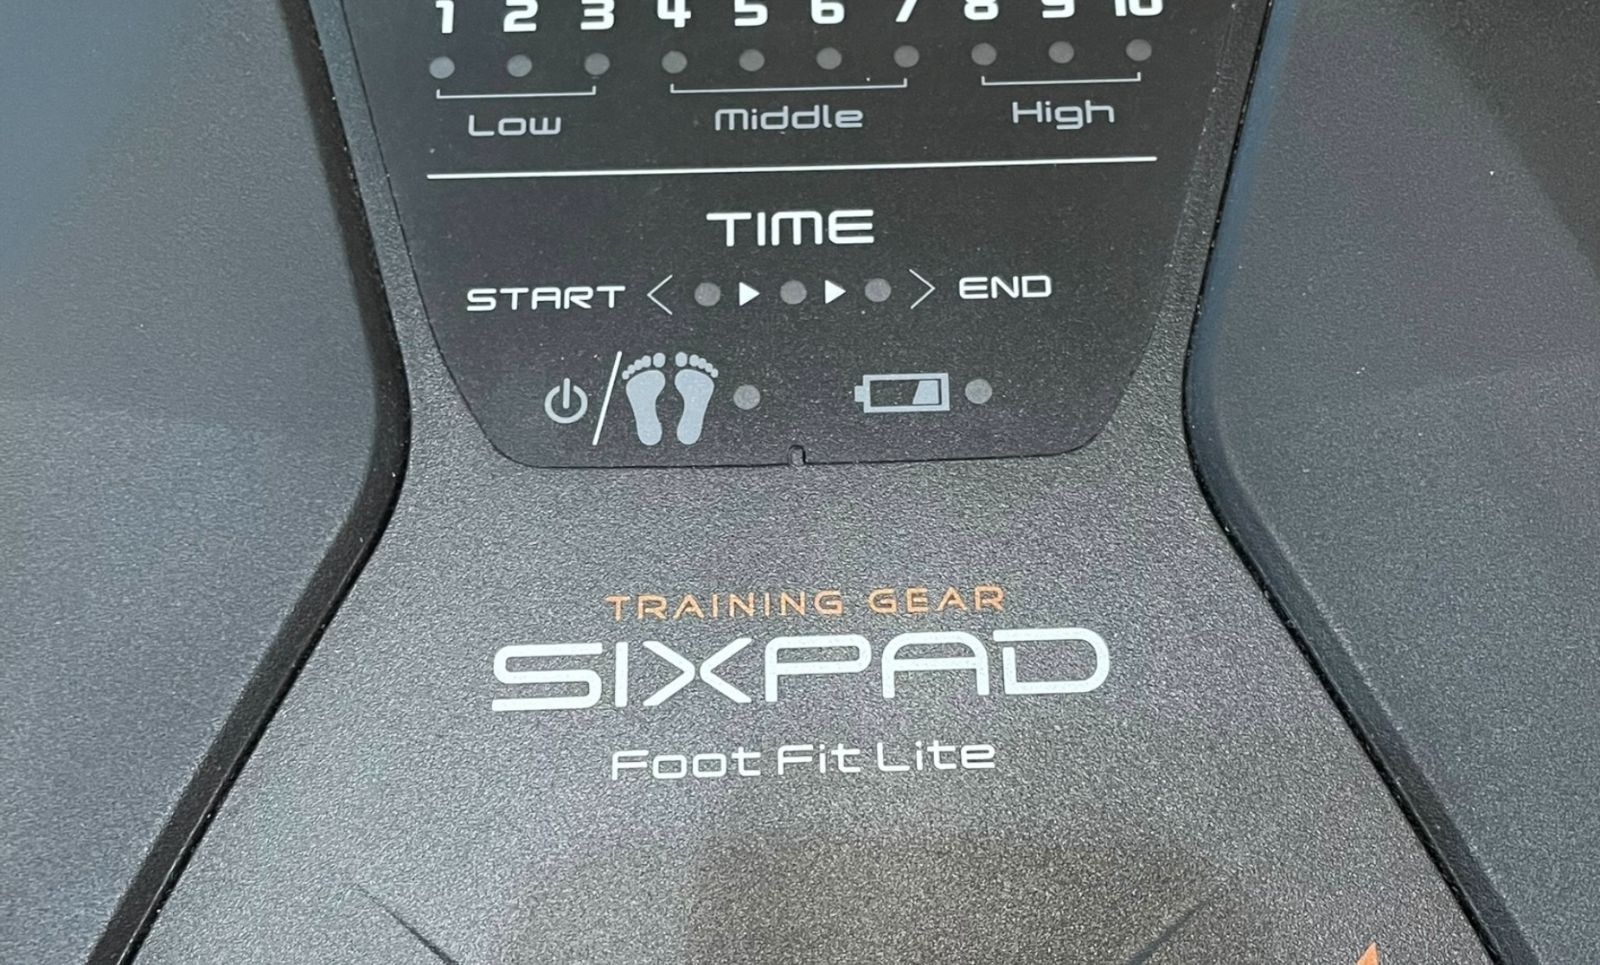 1 2 3 4 5 6 7 8 9 10
Low Middle High
TIME
START END
TRAINING GEAR
SIXPAD
Foot Fit Lite